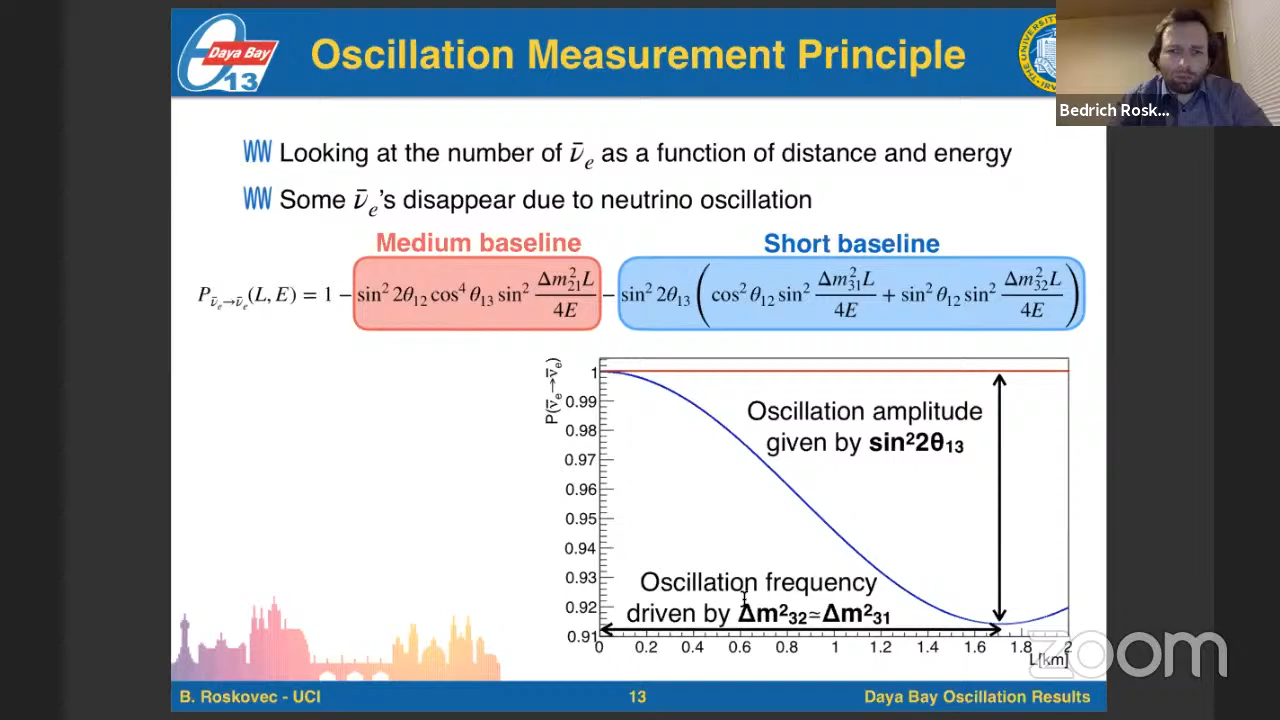 Daya Bay
θ13
Oscillation Measurement Principle
Bedrich Rosk...
Looking at the number of ν̄ₑ as a function of distance and energy
Some ν̄ₑ's disappear due to neutrino oscillation
Medium baseline
Short baseline
P_{ν̄ₑ→ν̄ₑ}(L, E) = 1 − sin² 2θ₁₂ cos⁴ θ₁₃ sin² Δm²₂₁L/4E − sin² 2θ₁₃ (cos² θ₁₂ sin² Δm²₃₁L/4E + sin² θ₁₂ sin² Δm²₃₂L/4E)
P(ν̄ₑ→ν̄ₑ)
1
0.99
0.98
0.97
0.96
0.95
0.94
0.93
0.92
0.91
Oscillation amplitude
given by sin²2θ₁₃
Oscillation frequency
driven by Δm²₃₂≃Δm²₃₁
0 0.2 0.4 0.6 0.8 1 1.2 1.4 1.6 1.8 2
L[km]
zoom
B. Roskovec - UCI
13
Daya Bay Oscillation Results